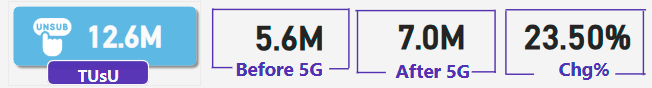 UNSUB
12.6M
TUsU
5.6M
Before 5G
7.0M
After 5G
23.50%
Chg%